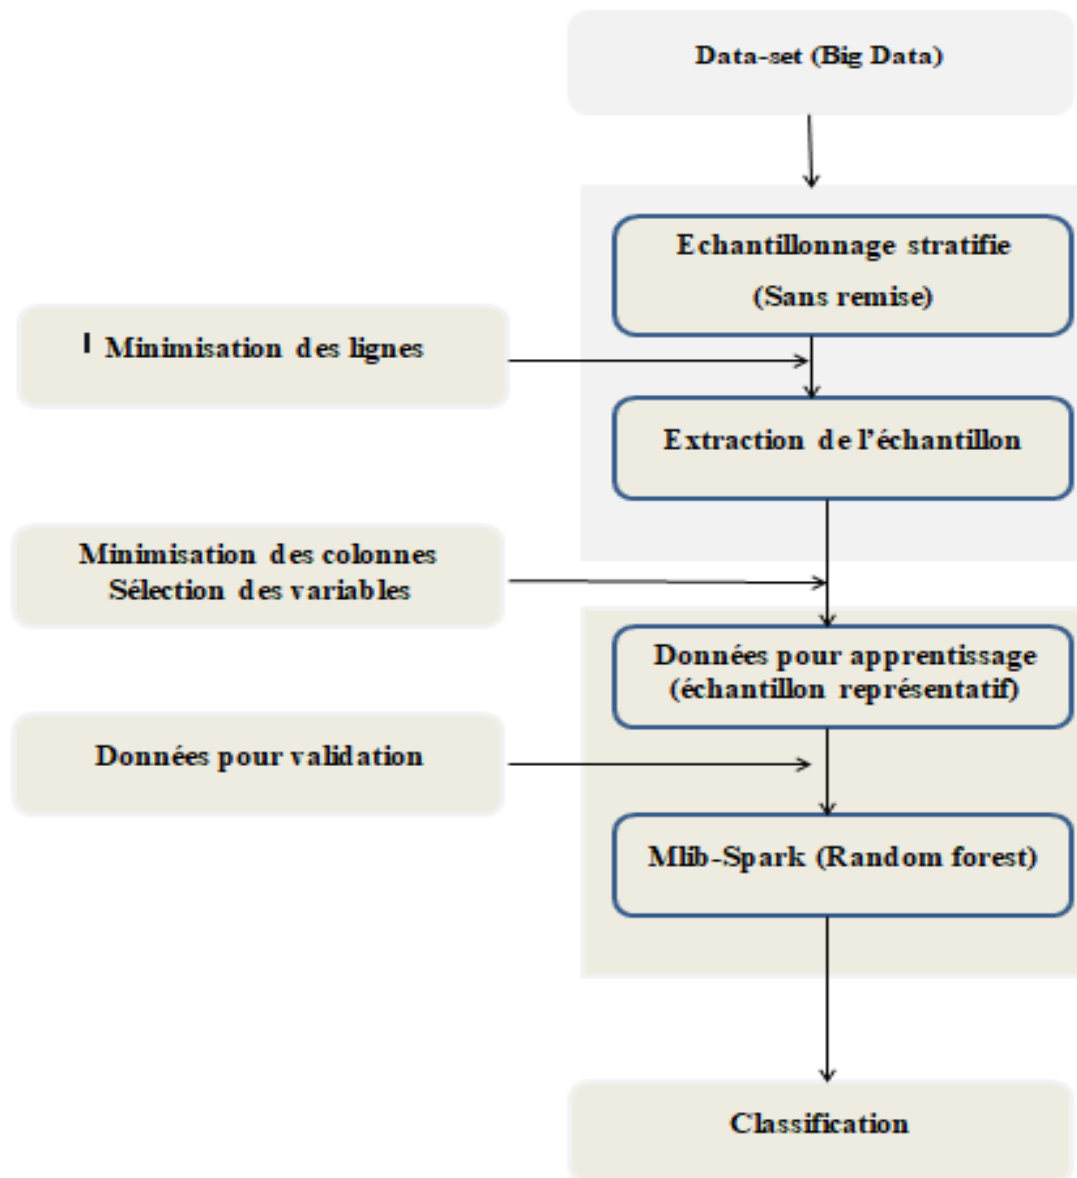 Data-set (Big Data)
Echantillonnage stratifie
(Sans remise)
Minimisation des lignes
Extraction de l’échantillon
Minimisation des colonnes
Sélection des variables
Données pour apprentissage
(échantillon représentatif)
Données pour validation
Mlib-Spark (Random forest)
Classification